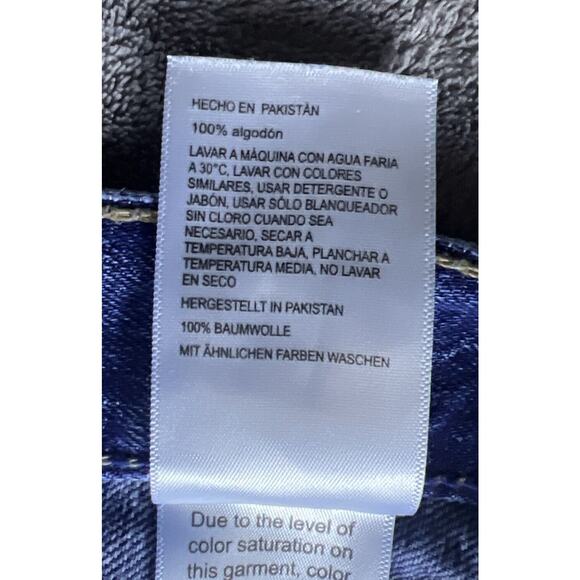 HECHO EN PAKISTÀN
100% algodón
LAVAR A MÀQUINA CON AGUA FARIA
A 30°C, LAVAR CON COLORES
SIMILARES, USAR DETERGENTE O
JABÓN, USAR SÓLO BLANQUEADOR
SIN CLORO CUANDO SEA
NECESARIO, SECAR A
TEMPERATURA BAJA, PLANCHAR A
TEMPERATURA MEDIA, NO LAVAR
EN SECO
HERGESTELLT IN PAKISTAN
100% BAUMWOLLE
MIT ÄHNLICHEN FARBEN WASCHEN
Due to the level of
color saturation on
this garment, color